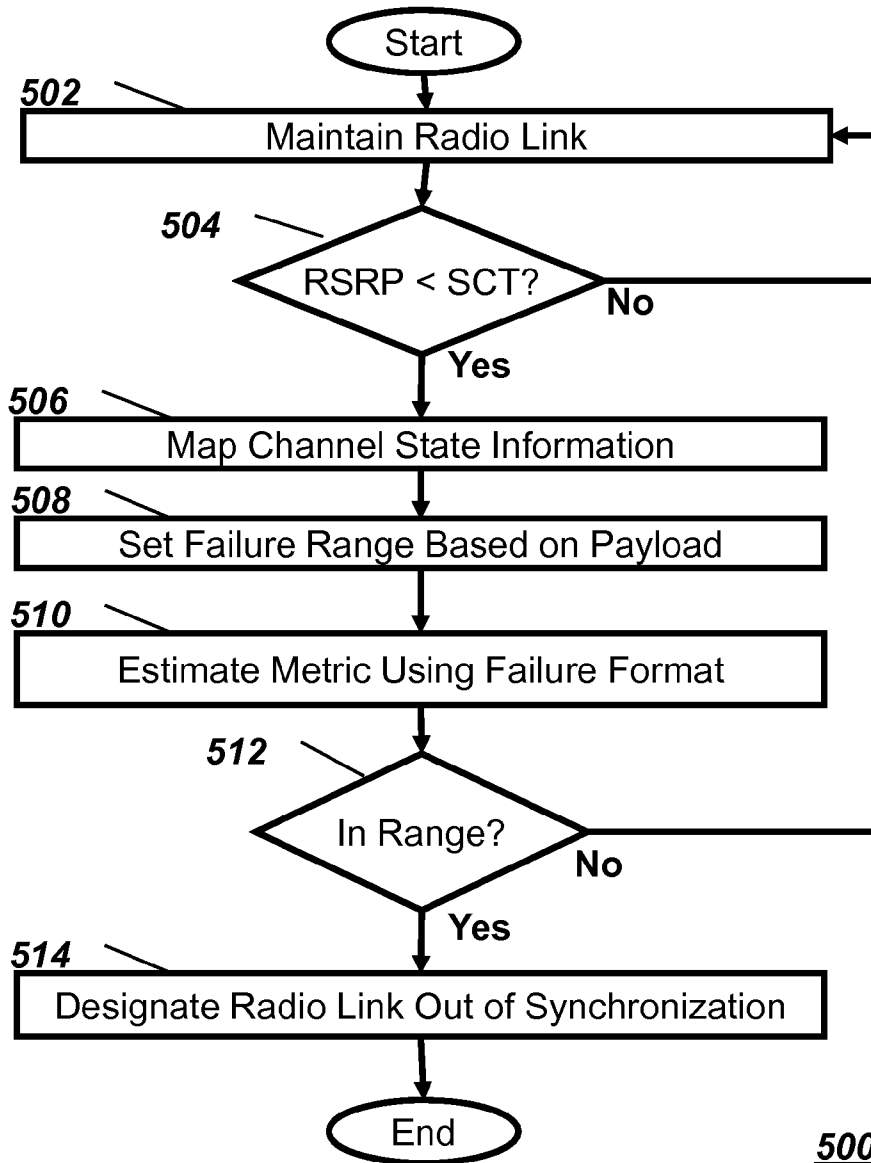 Start
502
Maintain Radio Link
504
RSRP < SCT?
No
Yes
506
Map Channel State Information
508
Set Failure Range Based on Payload
510
Estimate Metric Using Failure Format
512
In Range?
No
Yes
514
Designate Radio Link Out of Synchronization
End
500